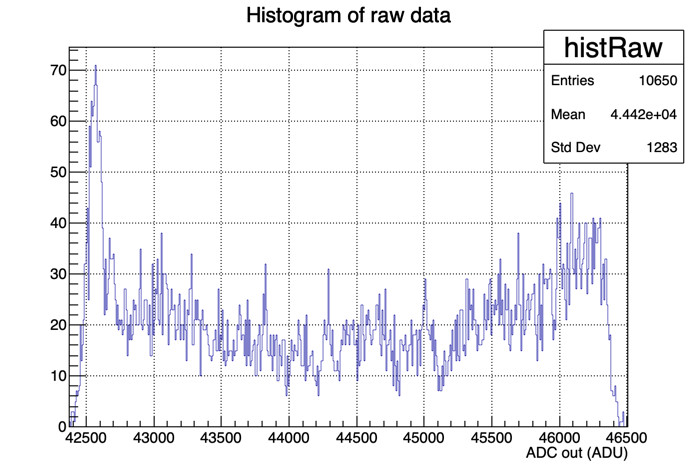 Histogram of raw data
histRaw
Entries 10650
Mean 4.442e+04
Std Dev 1283
70
60
50
40
30
20
10
0
42500 43000 43500 44000 44500 45000 45500 46000 46500
ADC out (ADU)